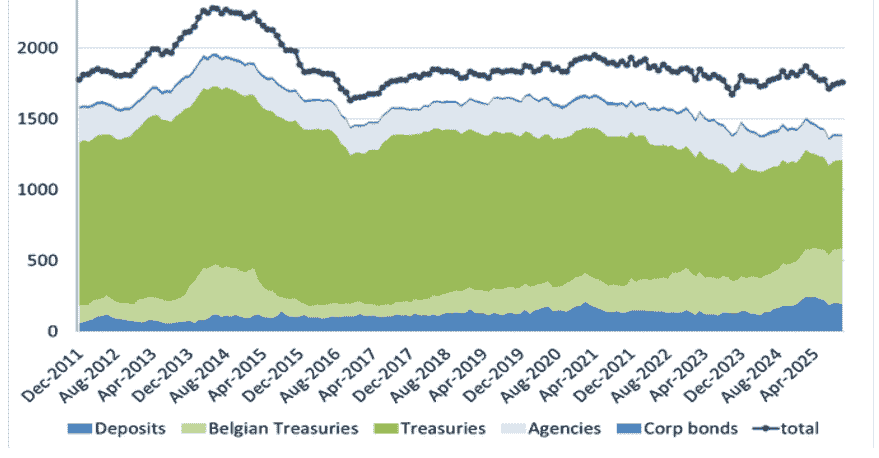 2000
1500
1000
500
0
Dec-2011 Aug-2012 Apr-2013 Dec-2013 Aug-2014 Apr-2015 Dec-2015 Aug-2016 Apr-2017 Dec-2017 Aug-2018 Apr-2019 Dec-2019 Aug-2020 Apr-2021 Dec-2021 Aug-2022 Apr-2023 Dec-2023 Aug-2024 Apr-2025
Deposits Belgian Treasuries Treasuries Agencies Corp bonds total